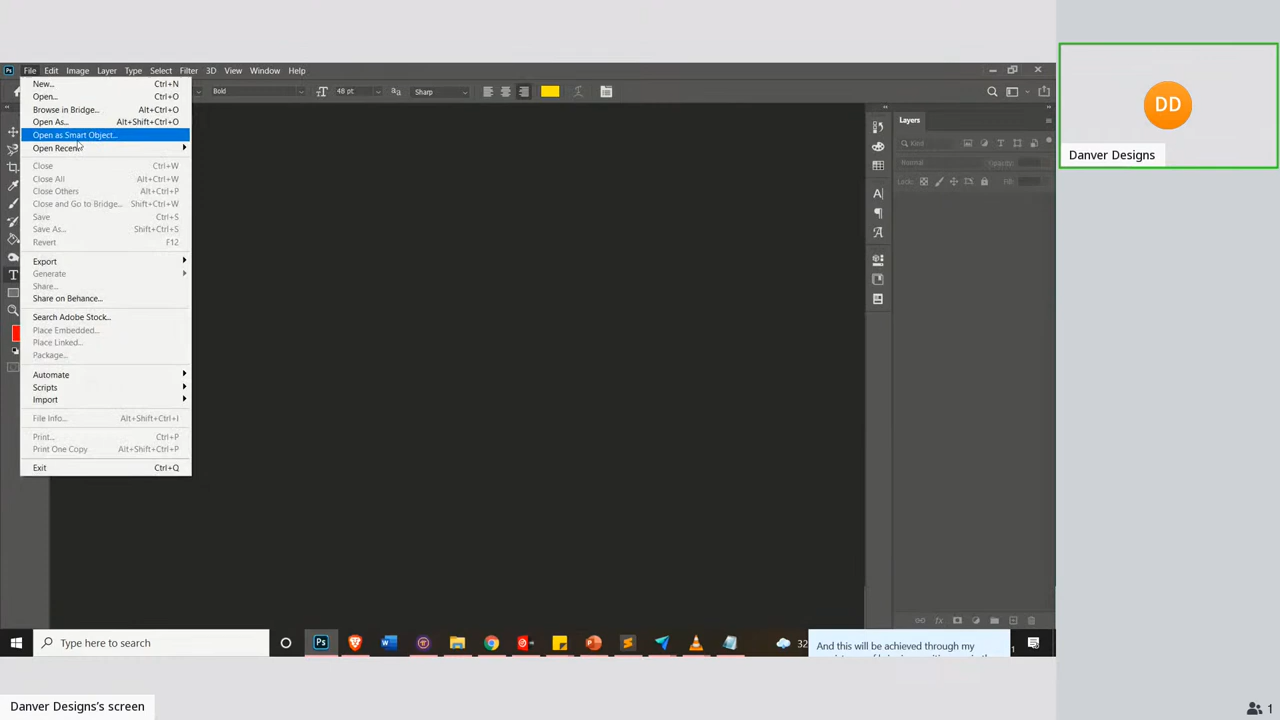 File Edit Image Layer Type Select Filter 3D View Window Help
New... Ctrl+N
Open... Ctrl+O
Browse in Bridge... Alt+Ctrl+O
Open As... Alt+Shift+Ctrl+O
Open as Smart Object...
Open Recent
Close Ctrl+W
Close All Alt+Ctrl+W
Close Others Alt+Ctrl+P
Close and Go to Bridge... Shift+Ctrl+W
Save Ctrl+S
Save As... Shift+Ctrl+S
Revert F12
Export
Generate
Share...
Share on Behance...
Search Adobe Stock...
Place Embedded...
Place Linked...
Package...
Automate
Scripts
Import
File Info... Alt+Shift+Ctrl+I
Print... Ctrl+P
Print One Copy Alt+Shift+Ctrl+P
Exit Ctrl+Q
Bold 48 pt Sharp
Layers
Kind
Normal Opacity:
Lock: Fill:
DD
Danver Designs
Type here to search
32
And this will be achieved through my
1
Danver Designs's screen
1